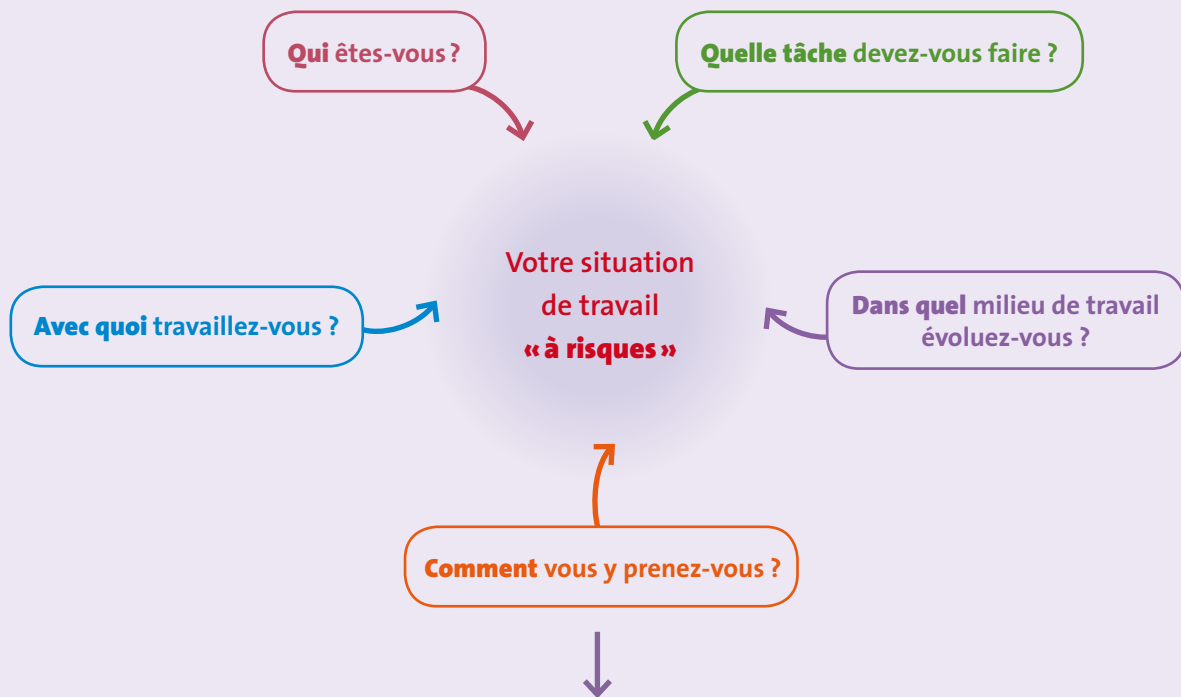 Qui êtes-vous ?
Quelle tâche devez-vous faire ?
Votre situation
de travail
« à risques »
Avec quoi travaillez-vous ?
Dans quel milieu de travail
évoluez-vous ?
Comment vous y prenez-vous ?